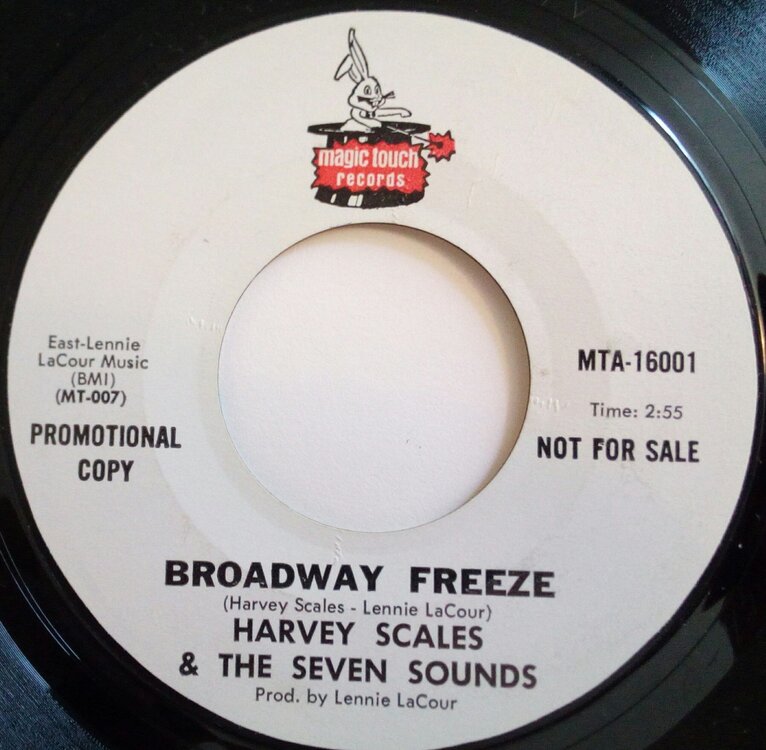 magic touch
records
East-Lennie
LaCour Music
(BMI)
(MT-007)
PROMOTIONAL
COPY
MTA-16001
Time: 2:55
NOT FOR SALE
BROADWAY FREEZE
(Harvey Scales - Lennie LaCour)
HARVEY SCALES
& THE SEVEN SOUNDS
Prod. by Lennie LaCour